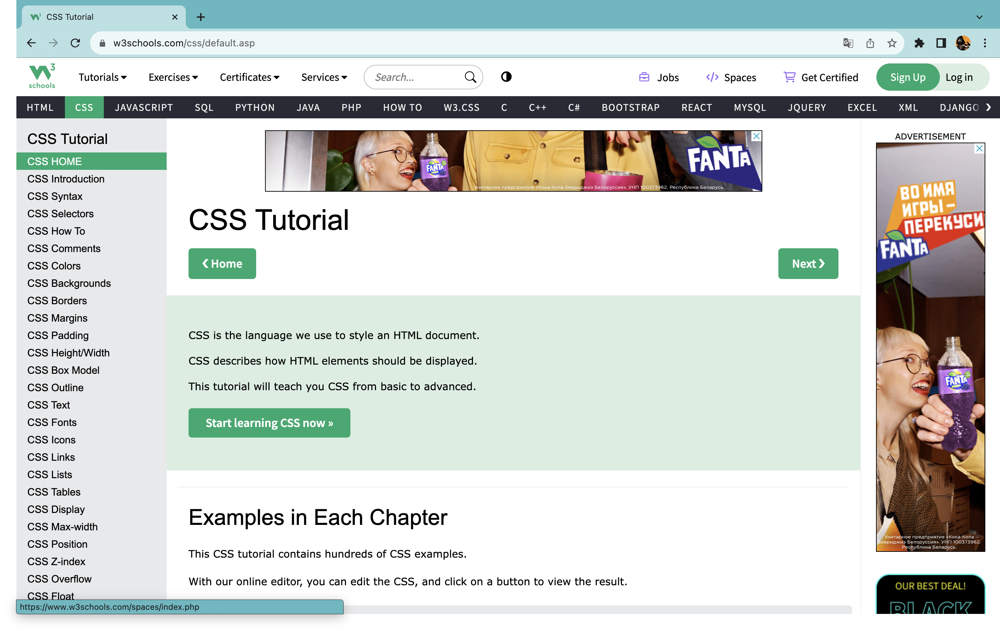 CSS Tutorial
w3schools.com/css/default.asp
W3 schools
Tutorials Exercises Certificates Services Search... Jobs Spaces Get Certified Sign Up Log in
HTML CSS JAVASCRIPT SQL PYTHON JAVA PHP HOW TO W3.CSS C C++ C# BOOTSTRAP REACT MYSQL JQUERY EXCEL XML DJANGO ❯
CSS Tutorial
CSS HOME
CSS Introduction
CSS Syntax
CSS Selectors
CSS How To
CSS Comments
CSS Colors
CSS Backgrounds
CSS Borders
CSS Margins
CSS Padding
CSS Height/Width
CSS Box Model
CSS Outline
CSS Text
CSS Fonts
CSS Icons
CSS Links
CSS Lists
CSS Tables
CSS Display
CSS Max-width
CSS Position
CSS Z-index
CSS Overflow
CSS Float
https://www.w3schools.com/spaces/index.php
FANTA
FANTA
Унитарное предприятие «Кока-Кола Бевриджиз Белоруссия». УНП 100373962. Республика Беларусь.
CSS Tutorial
❮ Home
Next ❯
CSS is the language we use to style an HTML document.
CSS describes how HTML elements should be displayed.
This tutorial will teach you CSS from basic to advanced.
Start learning CSS now »
Examples in Each Chapter
This CSS tutorial contains hundreds of CSS examples.
With our online editor, you can edit the CSS, and click on a button to view the result.
ADVERTISEMENT
ВО ИМЯ
ИГРЫ –
ПЕРЕКУСИ
FANTA
FANTA
Унитарное предприятие «Кока-Кола
Бевриджиз Белоруссия». УНП 100373962.
Республика Беларусь.
OUR BEST DEAL!
BLACK